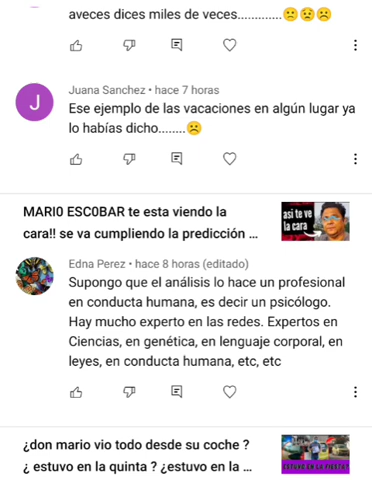 aveces dices miles de veces.............🙁😟☹️
J
Juana Sanchez • hace 7 horas
Ese ejemplo de las vacaciones en algún lugar ya
lo habías dicho........☹️
MARI0 ESC0BAR te esta viendo la
cara!! se va cumpliendo la predicción ...
asi te ve
la cara
Edna Perez • hace 8 horas (editado)
Supongo que el análisis lo hace un profesional
en conducta humana, es decir un psicólogo.
Hay mucho experto en las redes. Expertos en
Ciencias, en genética, en lenguaje corporal, en
leyes, en conducta humana, etc, etc
¿don mario vio todo desde su coche ?
¿ estuvo en la quinta ? ¿estuvo en la ...
ESTUVO EN LA FIESTA?